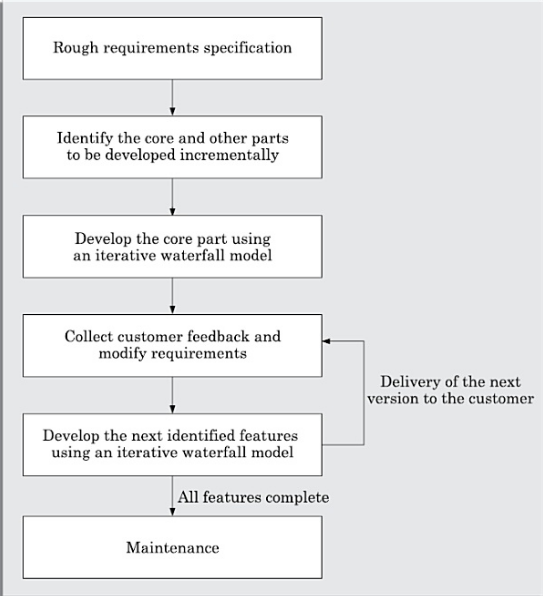 Rough requirements specification
Identify the core and other parts
to be developed incrementally
Develop the core part using
an iterative waterfall model
Collect customer feedback and
modify requirements
Delivery of the next
version to the customer
Develop the next identified features
using an iterative waterfall model
All features complete
Maintenance